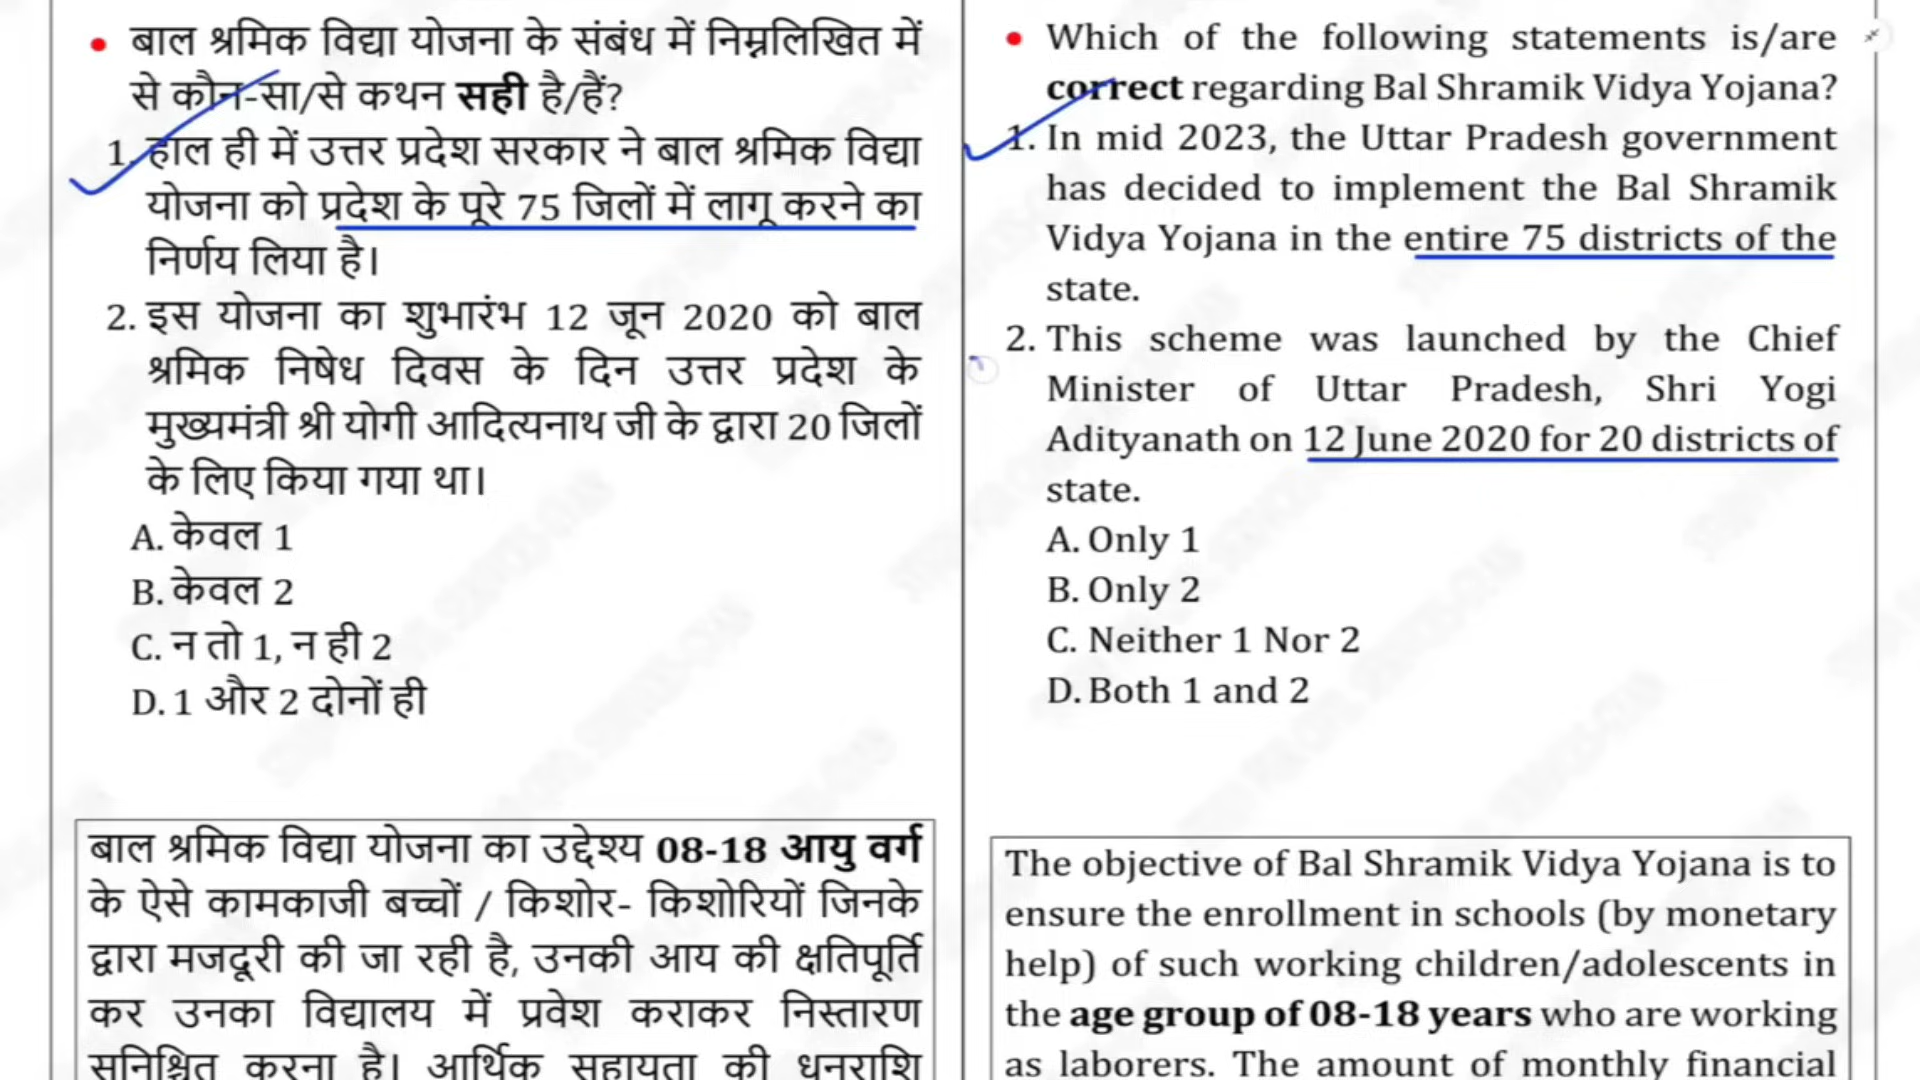 बाल श्रमिक विद्या योजना के संबंध में निम्नलिखित में
से कौन-सा/से कथन सही है/हैं?
1. हाल ही में उत्तर प्रदेश सरकार ने बाल श्रमिक विद्या
योजना को प्रदेश के पूरे 75 जिलों में लागू करने का
निर्णय लिया है।
2. इस योजना का शुभारंभ 12 जून 2020 को बाल
श्रमिक निषेध दिवस के दिन उत्तर प्रदेश के
मुख्यमंत्री श्री योगी आदित्यनाथ जी के द्वारा 20 जिलों
के लिए किया गया था।
A. केवल 1
B. केवल 2
C. न तो 1, न ही 2
D. 1 और 2 दोनों ही
बाल श्रमिक विद्या योजना का उद्देश्य 08-18 आयु वर्ग
के ऐसे कामकाजी बच्चों / किशोर- किशोरियों जिनके
द्वारा मजदूरी की जा रही है, उनकी आय की क्षतिपूर्ति
कर उनका विद्यालय में प्रवेश कराकर निस्तारण
सुनिश्चित करना है। आर्थिक सहायता की धनराशि
Which of the following statements is/are
correct regarding Bal Shramik Vidya Yojana?
1. In mid 2023, the Uttar Pradesh government
has decided to implement the Bal Shramik
Vidya Yojana in the entire 75 districts of the
state.
2. This scheme was launched by the Chief
Minister of Uttar Pradesh, Shri Yogi
Adityanath on 12 June 2020 for 20 districts of
state.
A. Only 1
B. Only 2
C. Neither 1 Nor 2
D. Both 1 and 2
The objective of Bal Shramik Vidya Yojana is to
ensure the enrollment in schools (by monetary
help) of such working children/adolescents in
the age group of 08-18 years who are working
as laborers. The amount of monthly financial